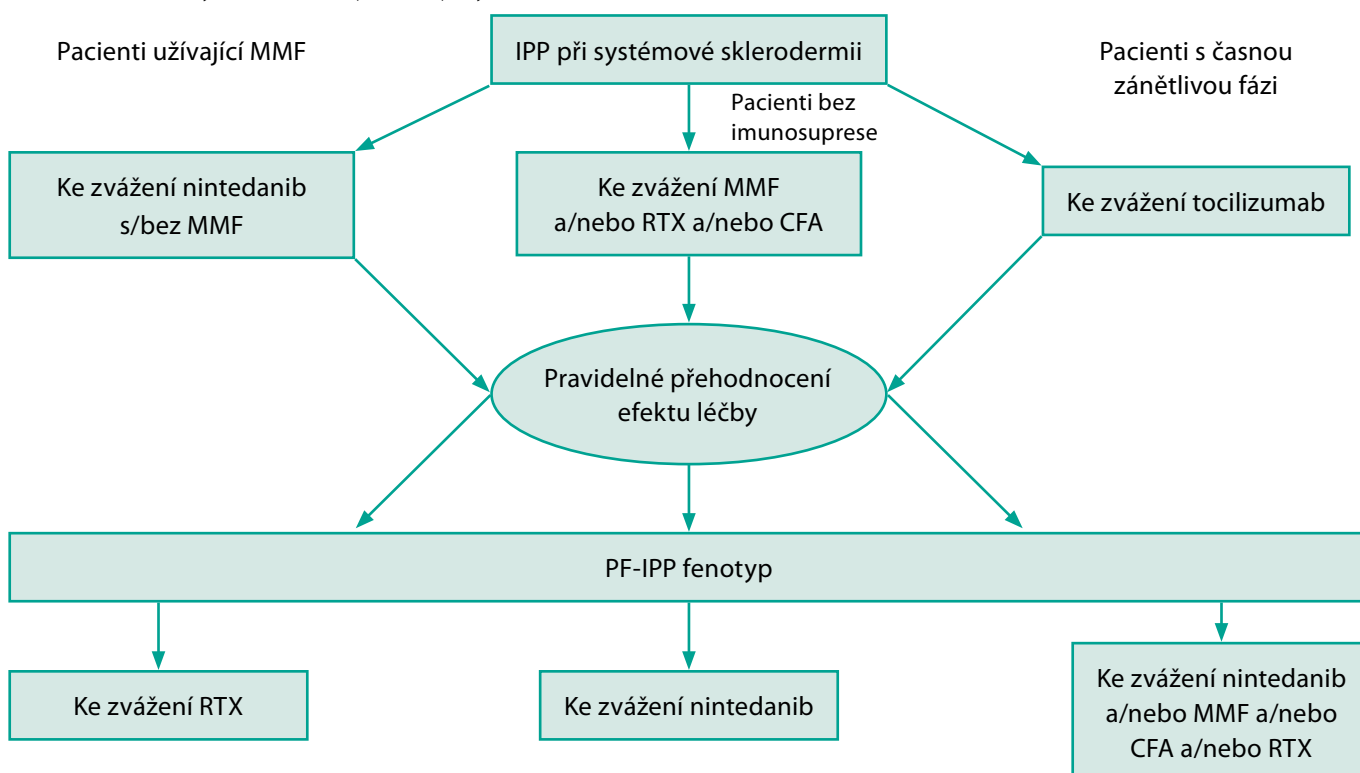 Pacienti užívající MMF
IPP při systémové sklerodermii
Pacienti s časnou
zánětlivou fázi
Pacienti bez
imunosuprese
Ke zvážení nintedanib
s/bez MMF
Ke zvážení MMF
a/nebo RTX a/nebo CFA
Ke zvážení tocilizumab
Pravidelné přehodnocení
efektu léčby
PF-IPP fenotyp
Ke zvážení RTX
Ke zvážení nintedanib
Ke zvážení nintedanib
a/nebo MMF a/nebo
CFA a/nebo RTX